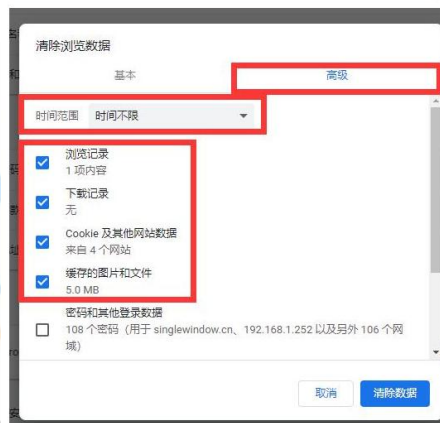 清除浏览数据
基本
高级
时间范围 时间不限
浏览记录
1 项内容
下载记录
无
Cookie 及其他网站数据
来自 4 个网站
缓存的图片和文件
5.0 MB
密码和其他登录数据
108 个密码（用于 singlewindow.cn、192.168.1.252 以及另外 106 个网
域）
取消
清除数据